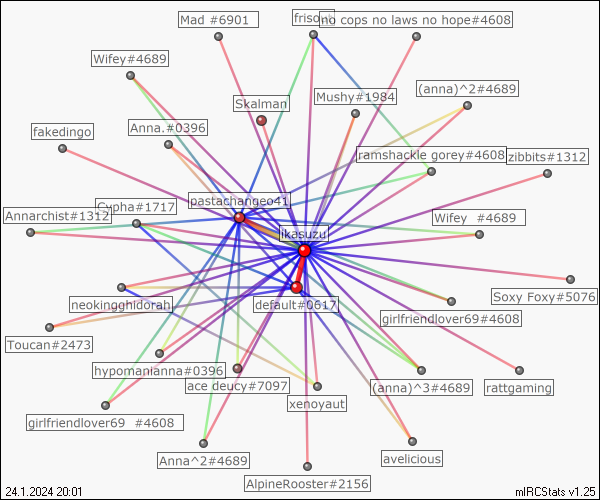 Mad #6901
frison
no cops no laws no hope#4608
Wifey#4689
(anna)^2#4689
Skalman
Mushy#1984
fakedingo
Anna.#0396
ramshackle gorey#4608
zibbits#1312
pastachangeo41
Annarchist#1312
Cypha#1717
Wifey  #4689
ikasuzu
Soxy Foxy#5076
neokingghidorah
default#0617
girlfriendlover69#4608
Toucan#2473
hypomanianna#0396
ace deucy#7097
(anna)^3#4689
rattgaming
xenoyaut
girlfriendlover69  #4608
Anna^2#4689
avelicious
AlpineRooster#2156
24.1.2024 20:01
mIRCStats v1.25